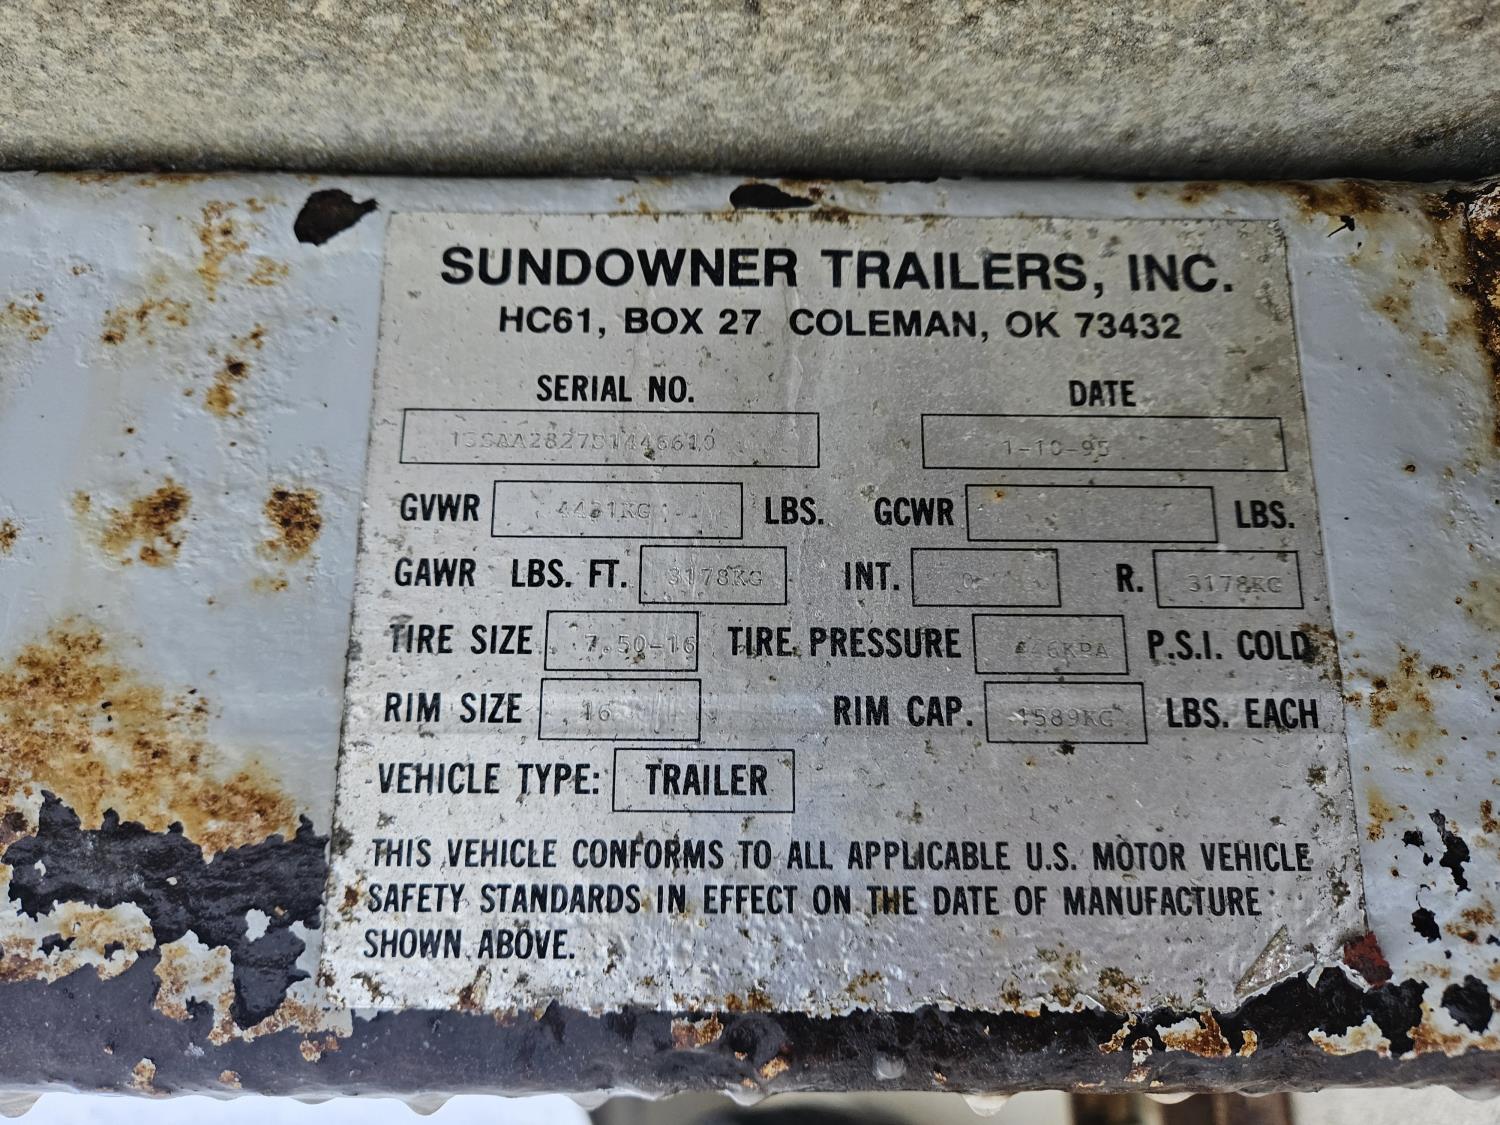 SUNDOWNER TRAILERS, INC.
HC61, BOX 27 COLEMAN, OK 73432
SERIAL NO. DATE
1-10-95
GVWR LBS. GCWR LBS.
GAWR LBS. FT. 3178KG INT. 0 R. 3178KG
TIRE SIZE 7.50-16 TIRE PRESSURE P.S.I. COLD
RIM SIZE 16 RIM CAP. 1589KG LBS. EACH
VEHICLE TYPE: TRAILER
THIS VEHICLE CONFORMS TO ALL APPLICABLE U.S. MOTOR VEHICLE
SAFETY STANDARDS IN EFFECT ON THE DATE OF MANUFACTURE
SHOWN ABOVE.